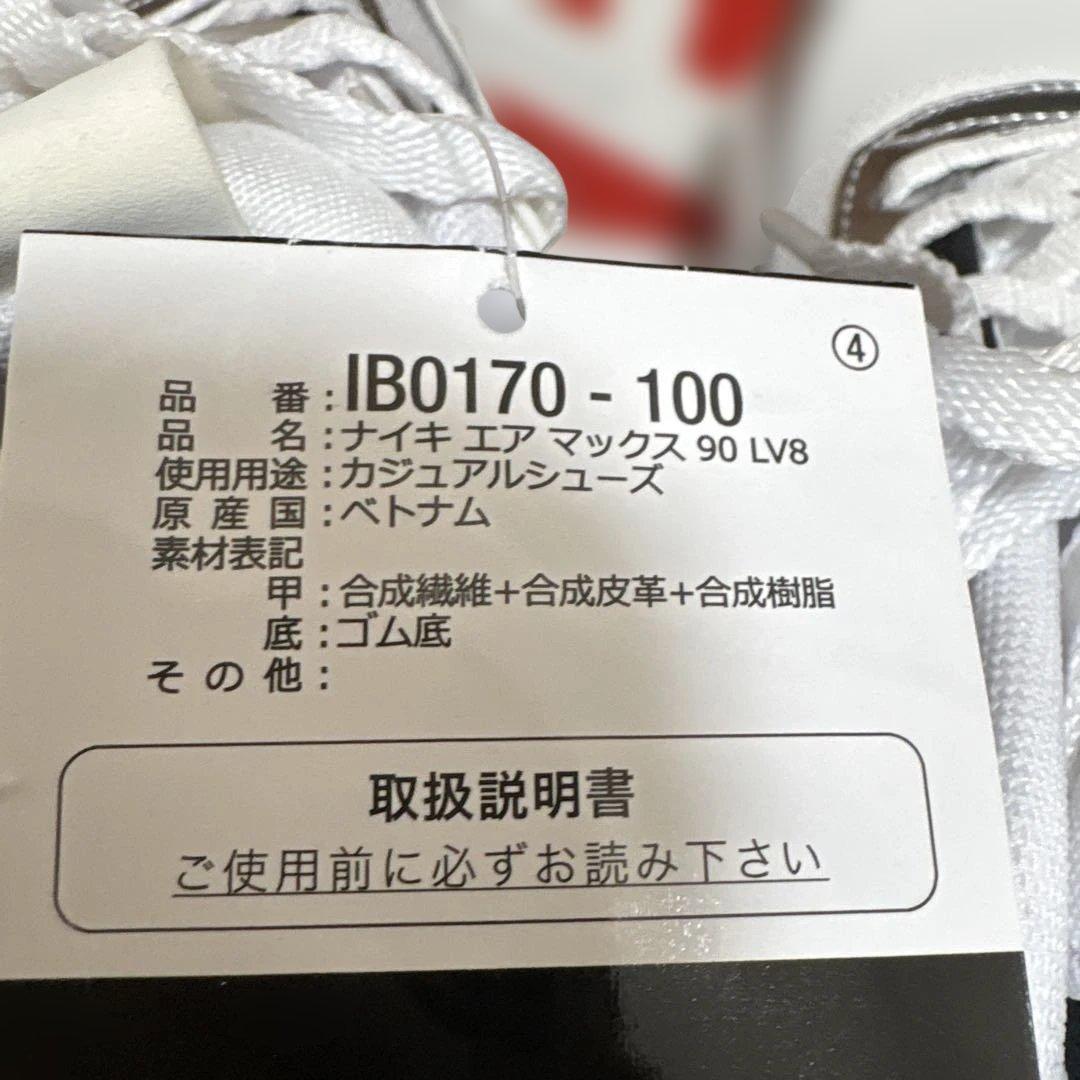 ④
品番:IB0170 - 100
品名:ナイキ エア マックス 90 LV8
使用用途:カジュアルシューズ
原産国:ベトナム
素材表記
甲:合成繊維+合成皮革+合成樹脂
底:ゴム底
その他:
取扱説明書
ご使用前に必ずお読み下さい